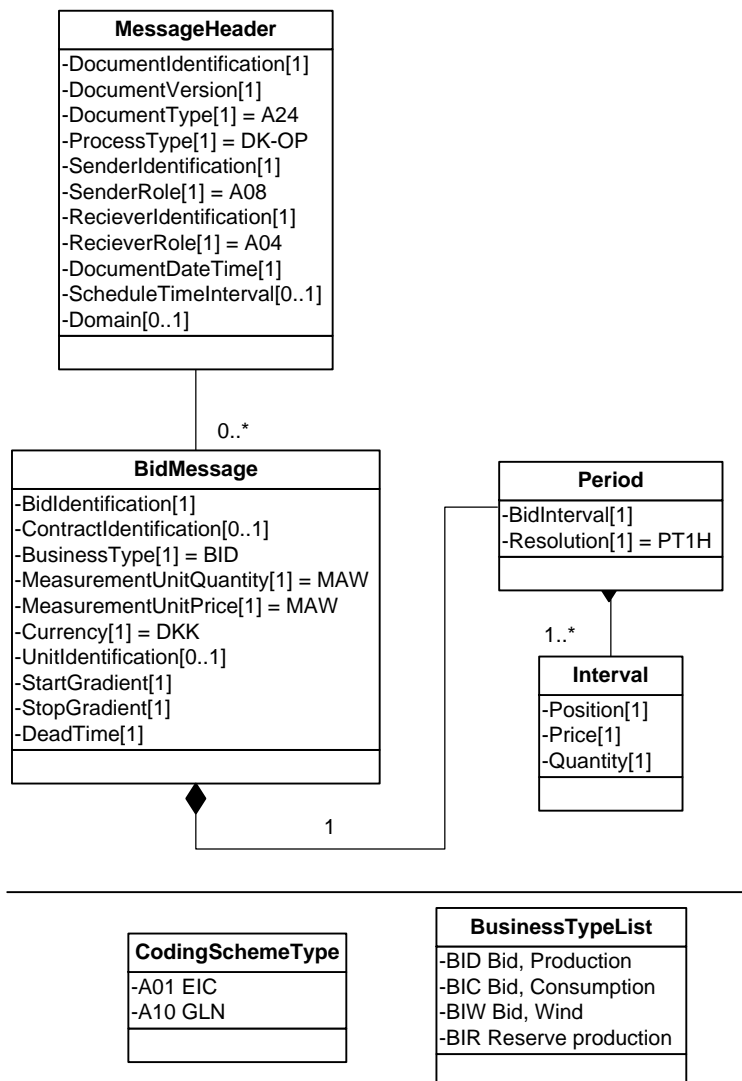 MessageHeader
-DocumentIdentification[1]
-DocumentVersion[1]
-DocumentType[1] = A24
-ProcessType[1] = DK-OP
-SenderIdentification[1]
-SenderRole[1] = A08
-RecieverIdentification[1]
-RecieverRole[1] = A04
-DocumentDateTime[1]
-ScheduleTimeInterval[0..1]
-Domain[0..1]
0..*
BidMessage
-BidIdentification[1]
-ContractIdentification[0..1]
-BusinessType[1] = BID
-MeasurementUnitQuantity[1] = MAW
-MeasurementUnitPrice[1] = MAW
-Currency[1] = DKK
-UnitIdentification[0..1]
-StartGradient[1]
-StopGradient[1]
-DeadTime[1]
Period
-BidInterval[1]
-Resolution[1] = PT1H
1..*
Interval
-Position[1]
-Price[1]
-Quantity[1]
1
CodingSchemeType
-A01 EIC
-A10 GLN
BusinessTypeList
-BID Bid, Production
-BIC Bid, Consumption
-BIW Bid, Wind
-BIR Reserve production